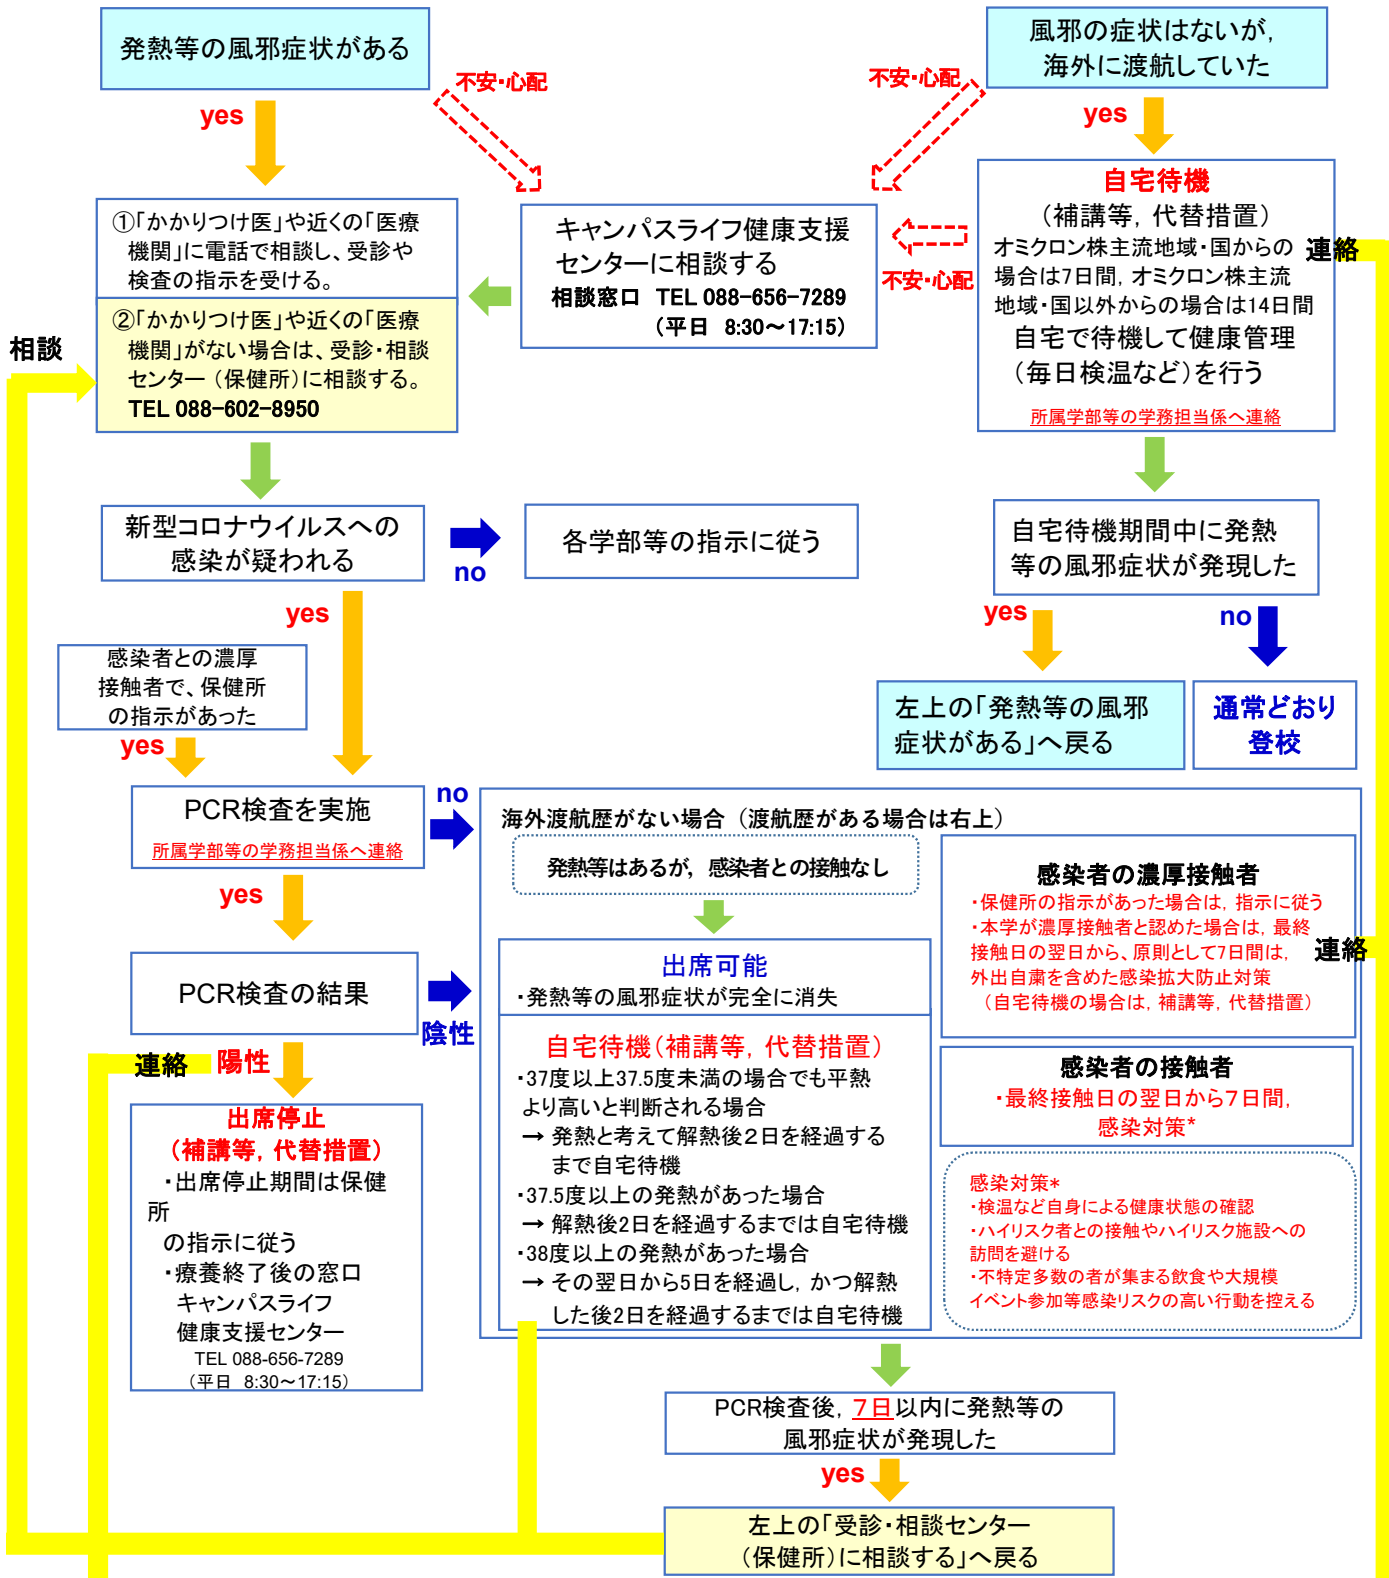 発熱等の風邪症状がある
風邪の症状はないが,
海外に渡航していた
不安・心配
不安・心配
yes
yes
①「かかりつけ医」や近くの「医療
機関」に電話で相談し、受診や
検査の指示を受ける。
②「かかりつけ医」や近くの「医療
機関」がない場合は、受診・相談
センター（保健所）に相談する。
TEL 088-602-8950
キャンパスライフ健康支援
センターに相談する
相談窓口 TEL 088-656-7289
（平日 8:30～17:15）
不安・心配
自宅待機
（補講等, 代替措置）
オミクロン株主流地域・国からの
場合は7日間, オミクロン株主流
地域・国以外からの場合は14日間
自宅で待機して健康管理
（毎日検温など）を行う
所属学部等の学務担当係へ連絡
連絡
相談
新型コロナウイルスへの
感染が疑われる
no
各学部等の指示に従う
自宅待機期間中に発熱
等の風邪症状が発現した
yes
yes
no
感染者との濃厚
接触者で、保健所
の指示があった
左上の「発熱等の風邪
症状がある」へ戻る
通常どおり
登校
yes
PCR検査を実施
所属学部等の学務担当係へ連絡
no
yes
PCR検査の結果
陰性
連絡
陽性
出席停止
（補講等, 代替措置）
・出席停止期間は保健
所
の指示に従う
・療養終了後の窓口
キャンパスライフ
健康支援センター
TEL 088-656-7289
（平日 8:30～17:15）
海外渡航歴がない場合（渡航歴がある場合は右上）
発熱等はあるが, 感染者との接触なし
出席可能
・発熱等の風邪症状が完全に消失
自宅待機（補講等, 代替措置）
・37度以上37.5度未満の場合でも平熱
より高いと判断される場合
→ 発熱と考えて解熱後２日を経過する
まで自宅待機
・37.5度以上の発熱があった場合
→ 解熱後2日を経過するまでは自宅待機
・38度以上の発熱があった場合
→ その翌日から5日を経過し, かつ解熱
した後2日を経過するまでは自宅待機
感染者の濃厚接触者
・保健所の指示があった場合は, 指示に従う
・本学が濃厚接触者と認めた場合は, 最終
接触日の翌日から、原則として7日間は,
外出自粛を含めた感染拡大防止対策
（自宅待機の場合は, 補講等, 代替措置）
連絡
感染者の接触者
・最終接触日の翌日から７日間,
感染対策*
感染対策*
・検温など自身による健康状態の確認
・ハイリスク者との接触やハイリスク施設への
訪問を避ける
・不特定多数の者が集まる飲食や大規模
イベント参加等感染リスクの高い行動を控える
PCR検査後, ７日以内に発熱等の
風邪症状が発現した
yes
左上の「受診・相談センター
（保健所）に相談する」へ戻る